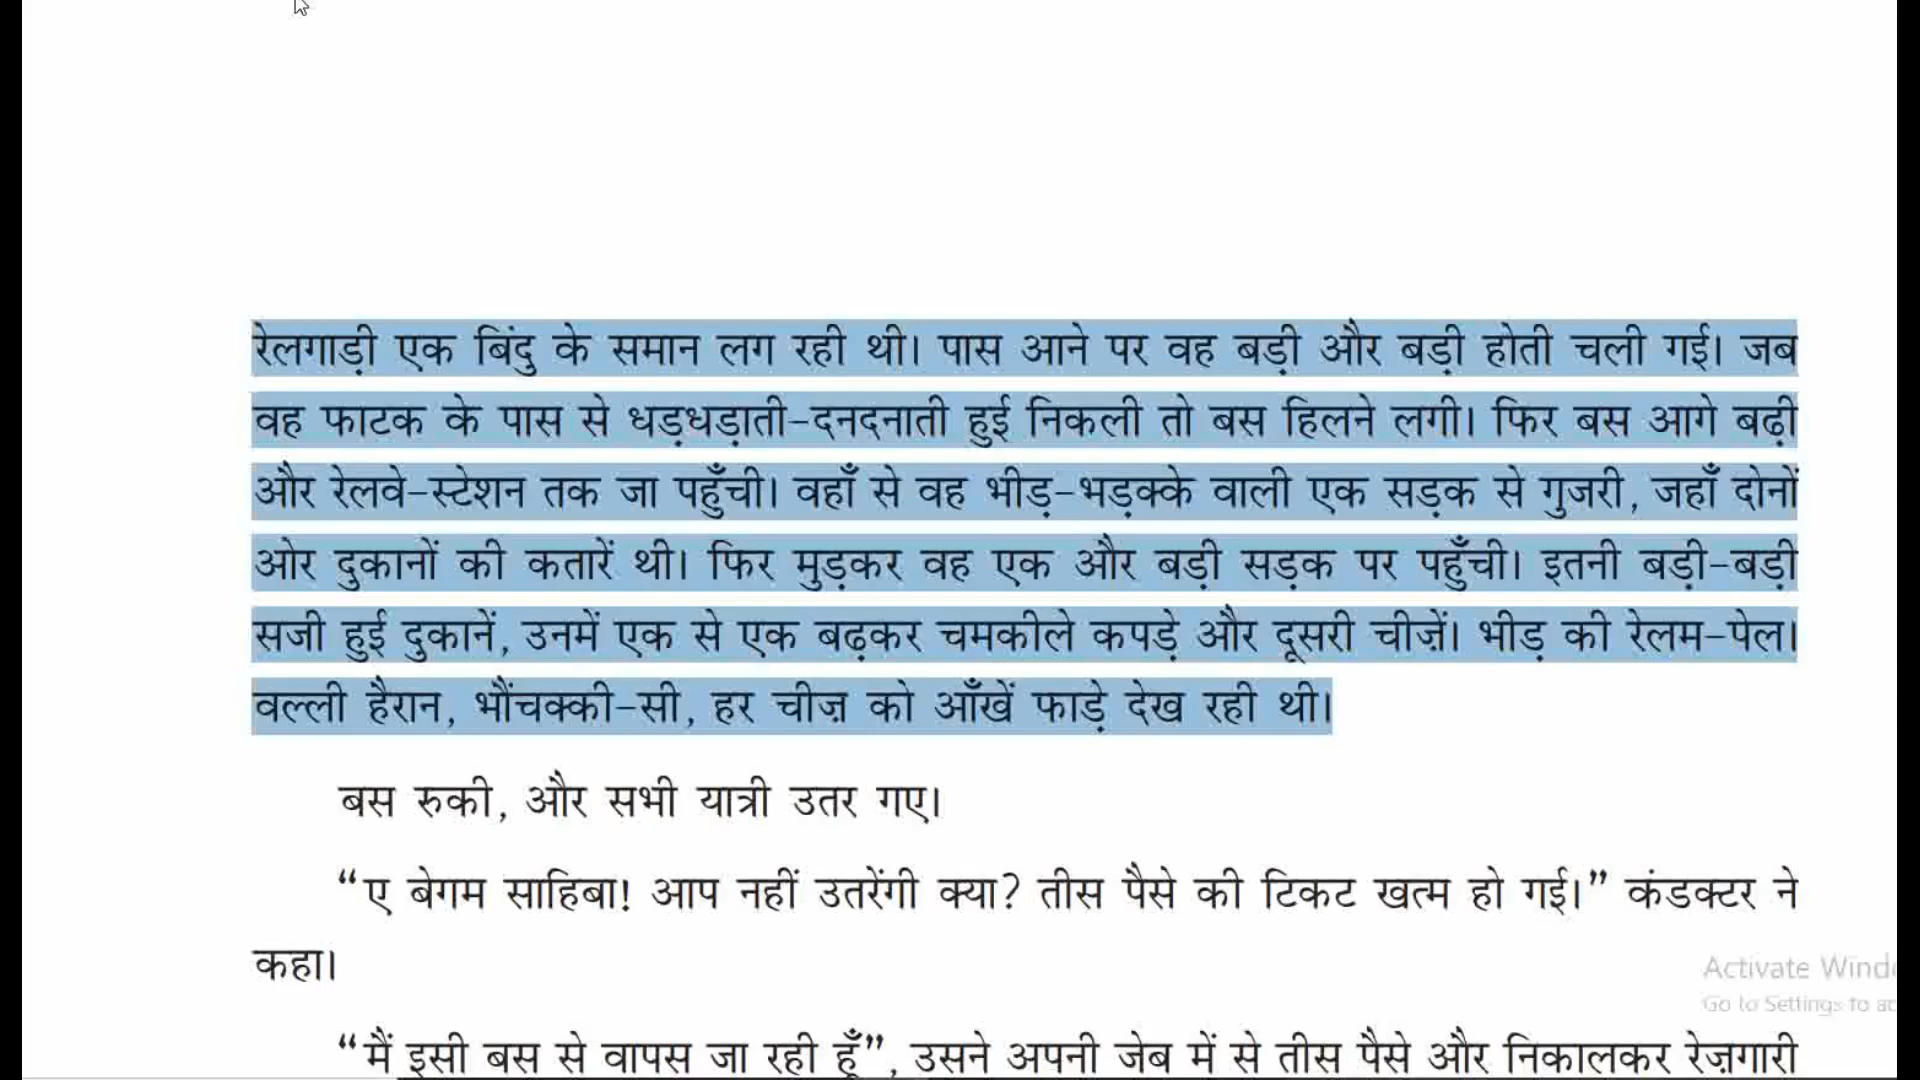 रेलगाड़ी एक बिंदु के समान लग रही थी। पास आने पर वह बड़ी और बड़ी होती चली गई। जब
वह फाटक के पास से धड़धड़ाती-दनदनाती हुई निकली तो बस हिलने लगी। फिर बस आगे बढ़ी
और रेलवे-स्टेशन तक जा पहुँची। वहाँ से वह भीड़-भड़क्के वाली एक सड़क से गुजरी, जहाँ दोनों
ओर दुकानों की कतारें थी। फिर मुड़कर वह एक और बड़ी सड़क पर पहुँची। इतनी बड़ी-बड़ी
सजी हुई दुकानें, उनमें एक से एक बढ़कर चमकीले कपड़े और दूसरी चीज़ें। भीड़ की रेलम-पेल।
वल्ली हैरान, भौंचक्की-सी, हर चीज़ को आँखें फाड़े देख रही थी।
बस रुकी, और सभी यात्री उतर गए।
“ए बेगम साहिबा! आप नहीं उतरेंगी क्या? तीस पैसे की टिकट खत्म हो गई।” कंडक्टर ने
कहा।
Activate Wind
Go to Settings to ac
“मैं इसी बस से वापस जा रही हूँ”, उसने अपनी जेब में से तीस पैसे और निकालकर रेज़गारी